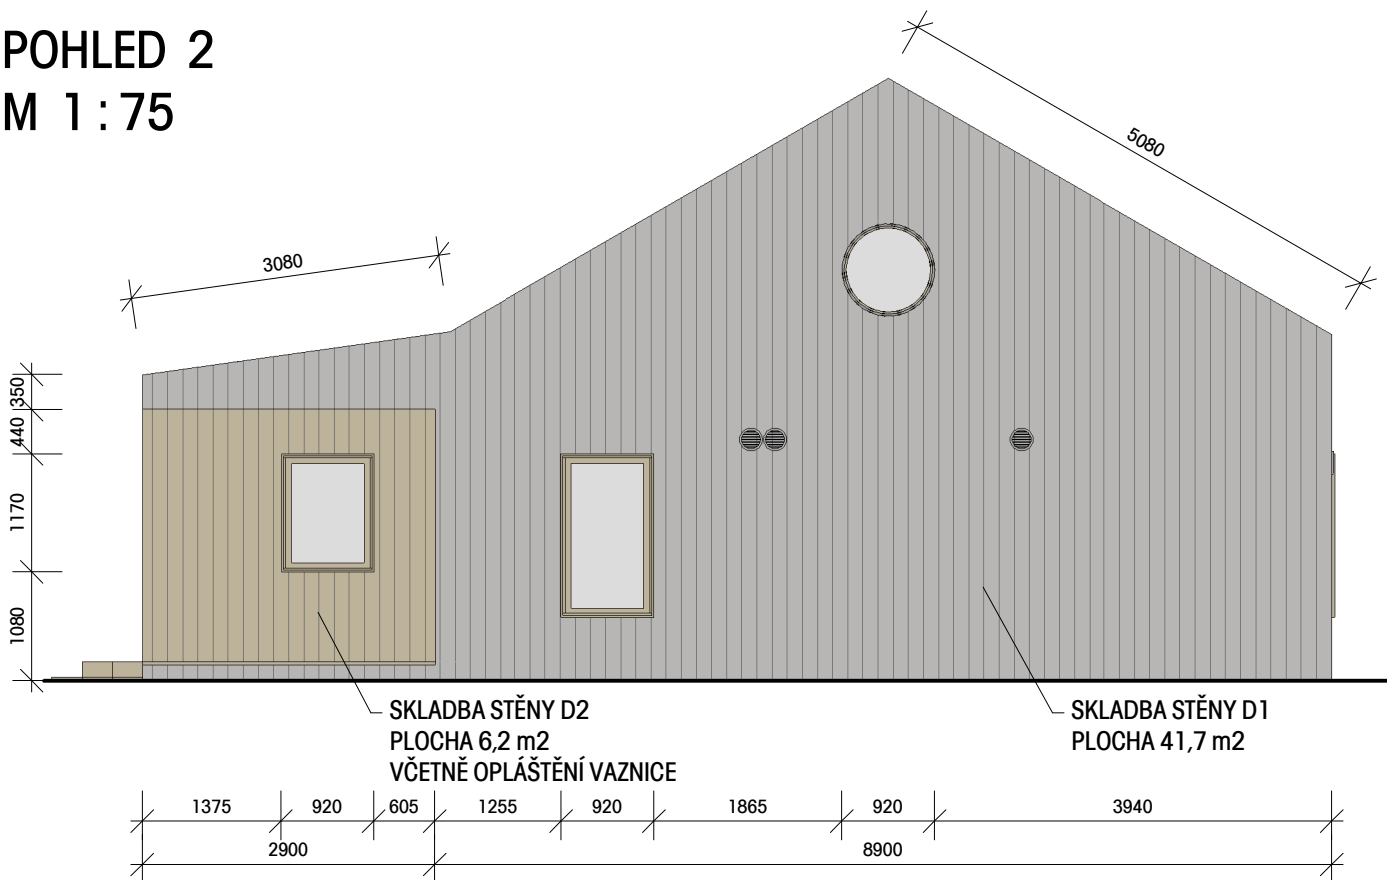 POHLED 2
M 1 : 75
5080
3080
350
440
1170
1080
SKLADBA STĚNY D2
PLOCHA 6,2 m2
VČETNĚ OPLÁŠTĚNÍ VAZNICE
SKLADBA STĚNY D1
PLOCHA 41,7 m2
1375 920 605 1255 920 1865 920 3940
2900 8900